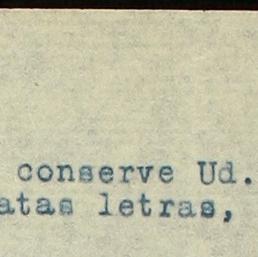 conserve Ud.
atas letras,